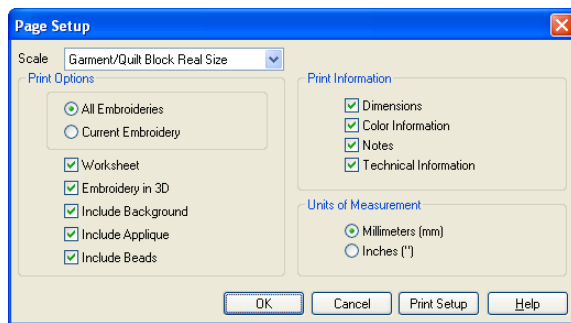 Page Setup
Scale
Garment/Quilt Block Real Size
Print Options
All Embroideries
Current Embroidery
Worksheet
Embroidery in 3D
Include Background
Include Applique
Include Beads
Print Information
Dimensions
Color Information
Notes
Technical Information
Units of Measurement
Millimeters (mm)
Inches (")
OK
Cancel
Print Setup
Help